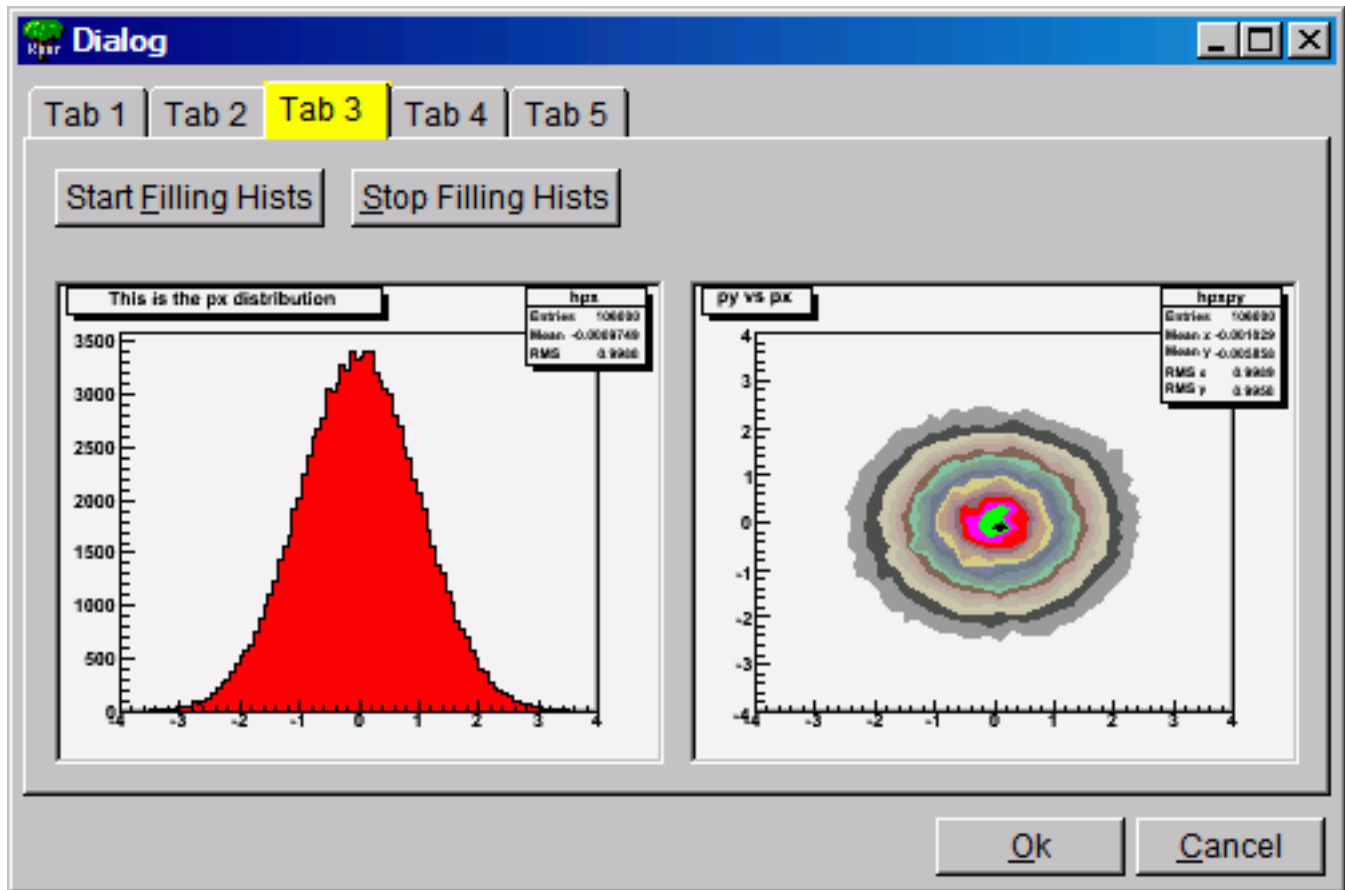 Dialog
Tab 1 Tab 2 Tab 3 Tab 4 Tab 5
Start Filling Hists Stop Filling Hists
This is the px distribution
hpx
Entries
Mean
RMS
3500
3000
2500
2000
1500
1000
500
0
-4 -3 -2 -1 0 1 2 3 4
py vs px
hpxpy
Entries
Mean x
Mean y
RMS x
RMS y
4
3
2
1
0
-1
-2
-3
-4
-4 -3 -2 -1 0 1 2 3 4
Ok Cancel